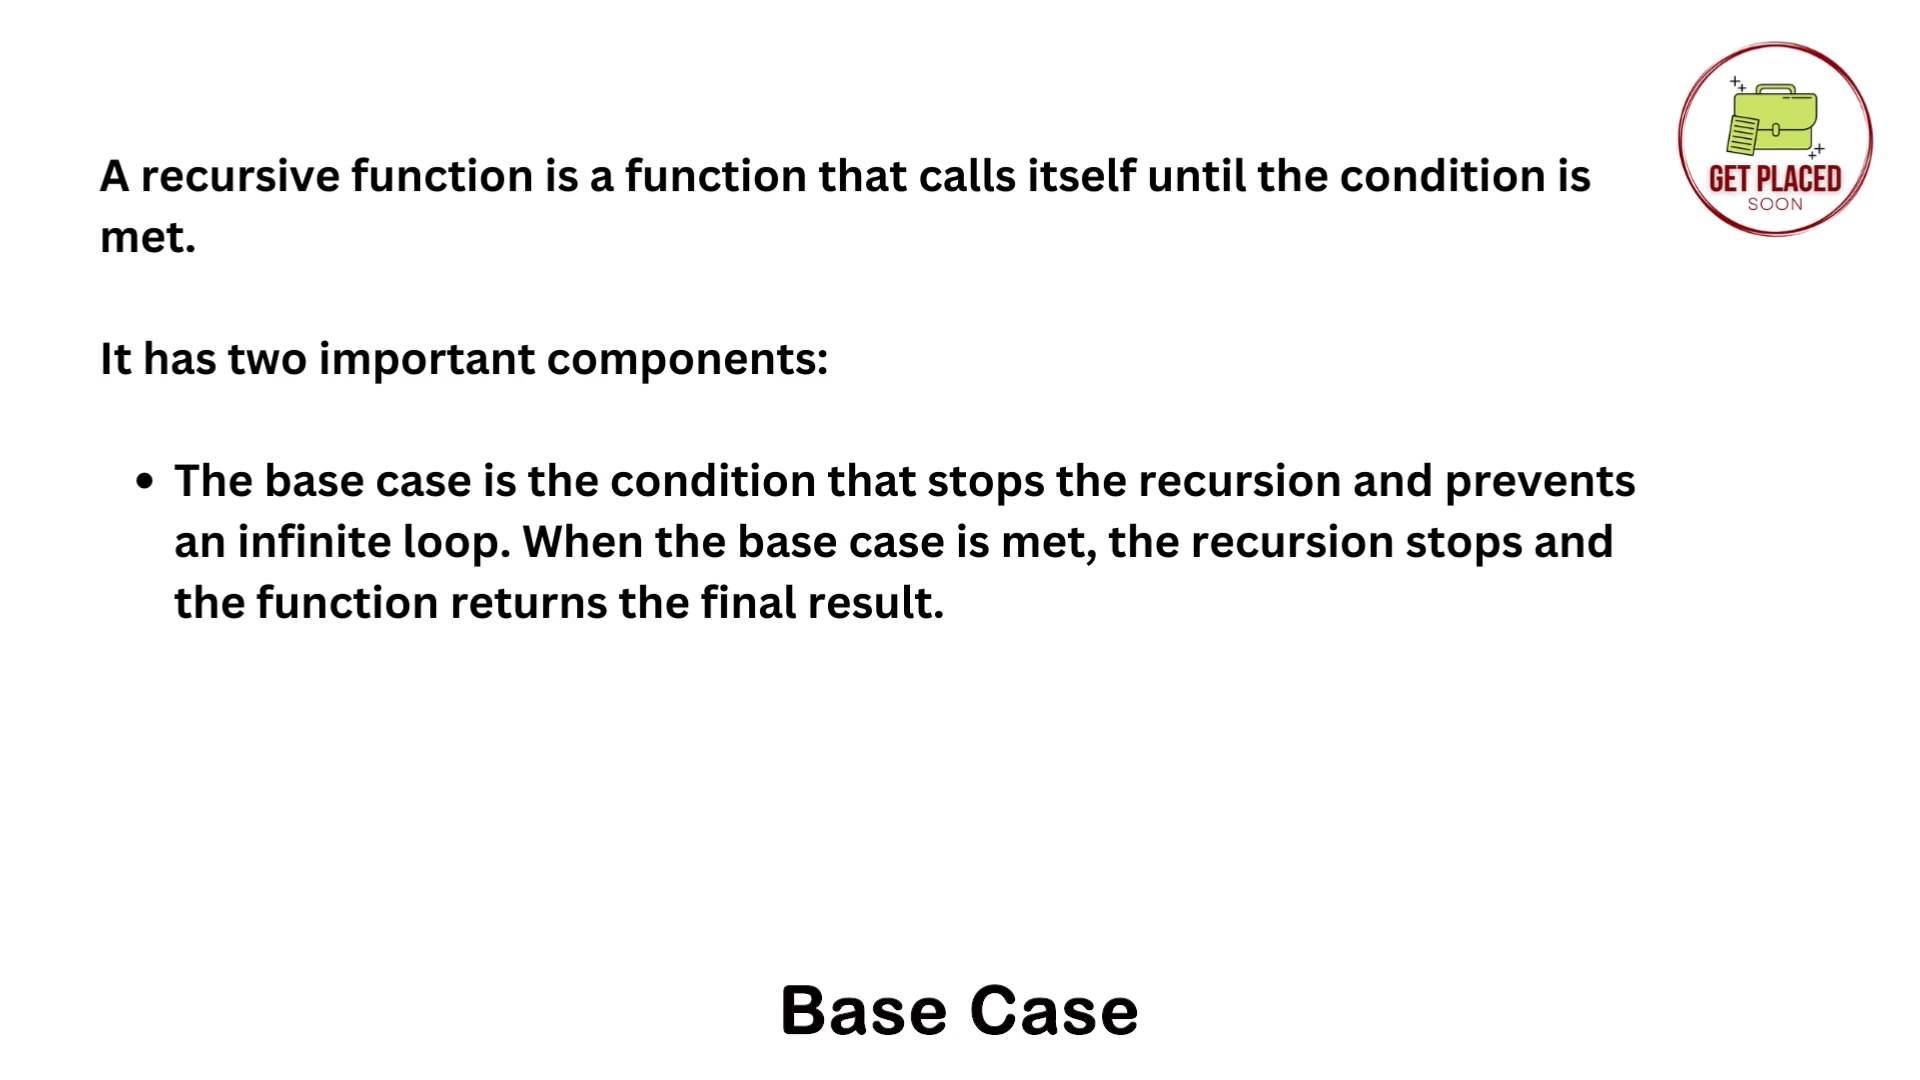 A recursive function is a function that calls itself until the condition is
met.
It has two important components:
• The base case is the condition that stops the recursion and prevents
an infinite loop. When the base case is met, the recursion stops and
the function returns the final result.
GET PLACED
SOON
Base Case